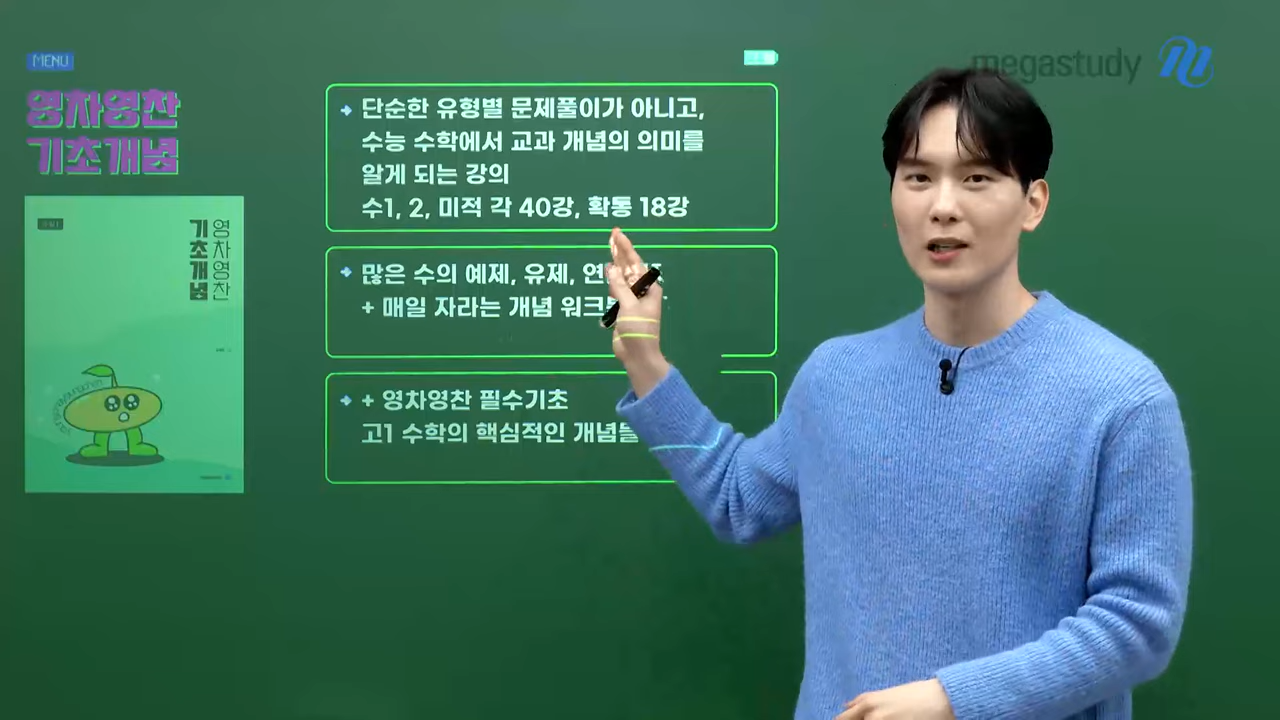 MENU
megastudy
영차영찬
기초개념
단순한 유형별 문제풀이가 아니고,
수능 수학에서 교과 개념의 의미를
알게 되는 강의
수1, 2, 미적 각 40강, 확통 18강
많은 수의 예제, 유제,
+ 매일 자라는 개념
+ 영차영찬 필수기초
고1 수학의 핵심적인 개념들
영차영찬
기초개념